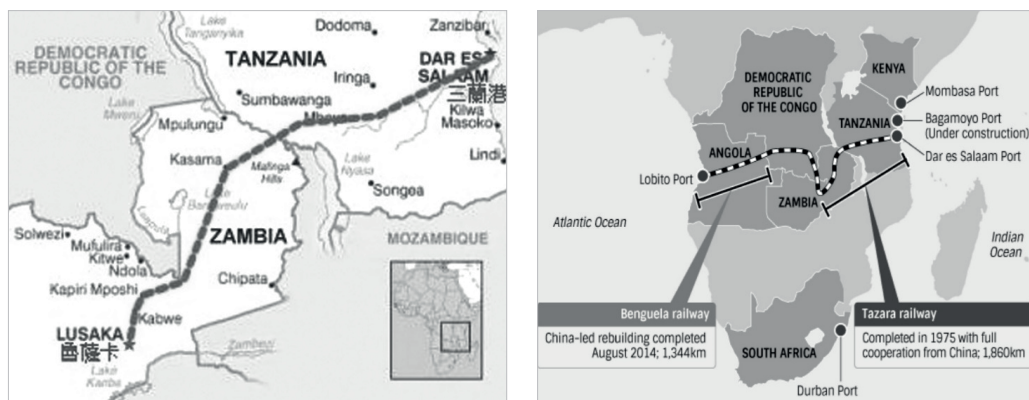 Lake
Tanganyika
Dodoma
Zanzibar
DEMOCRATIC
REPUBLIC OF THE
CONGO
TANZANIA
DAR ES
SALAAM
三蘭港
Iringa
Sumbawanga
Kilwa
Masoko
Lake
Mweru
Mpulungu
Mbeya
Lindi
Kasama
Mafinga
Hills
Lake
Nyasa
Songea
Lake
Bangweulu
Luapula
Solwezi
Mufulira
Kitwe
Ndola
ZAMBIA
MOZAMBIQUE
Chipata
Kapiri Mposhi
Kabwe
LUSAKA
魯薩卡
Zambezi
Lake
Kariba
KENYA
DEMOCRATIC
REPUBLIC
OF THE CONGO
Mombasa Port
TANZANIA
Bagamoyo Port
(Under construction)
Dar es Salaam Port
ANGOLA
Lobito Port
ZAMBIA
Atlantic Ocean
Indian
Ocean
Benguela railway
China-led rebuilding completed
August 2014; 1,344km
Tazara railway
Completed in 1975 with full
cooperation from China; 1,860km
SOUTH AFRICA
Durban Port